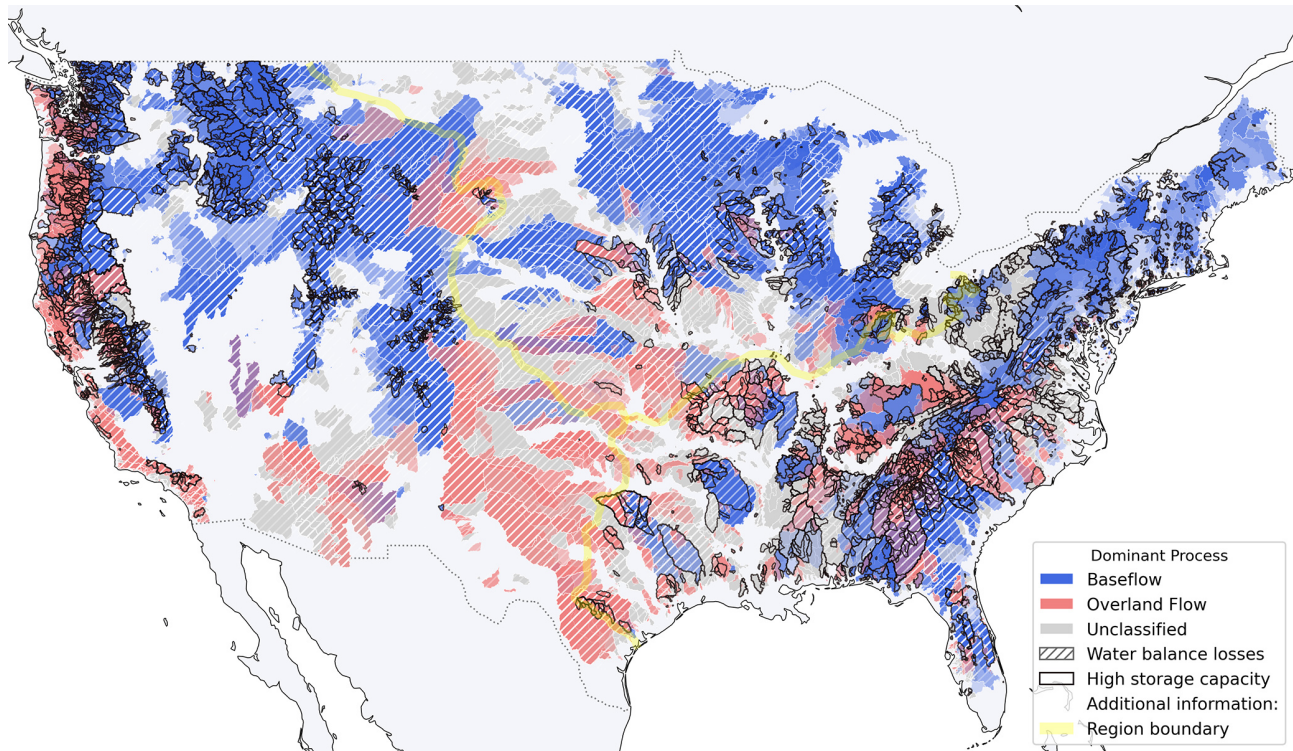 Dominant Process
Baseflow
Overland Flow
Unclassified
Water balance losses
High storage capacity
Additional information:
Region boundary